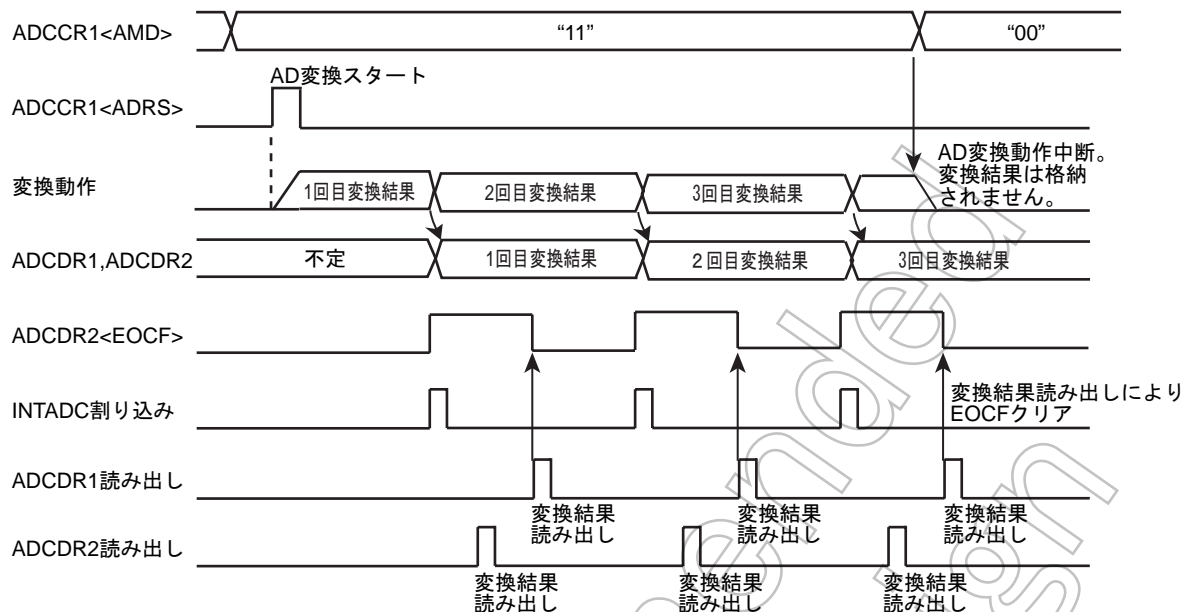 ADCCR1<AMD>
“11”
“00”
AD変換スタート
ADCCR1<ADRS>
AD変換動作中断。
変換結果は格納
されません。
変換動作
1回目変換結果
2回目変換結果
3回目変換結果
ADCDR1,ADCDR2
不定
1回目変換結果
2回目変換結果
3回目変換結果
ADCDR2<EOCF>
INTADC割り込み
変換結果読み出しにより
EOCFクリア
ADCDR1読み出し
変換結果
読み出し
変換結果
読み出し
変換結果
読み出し
ADCDR2読み出し
変換結果
読み出し
変換結果
読み出し
変換結果
読み出し
ended